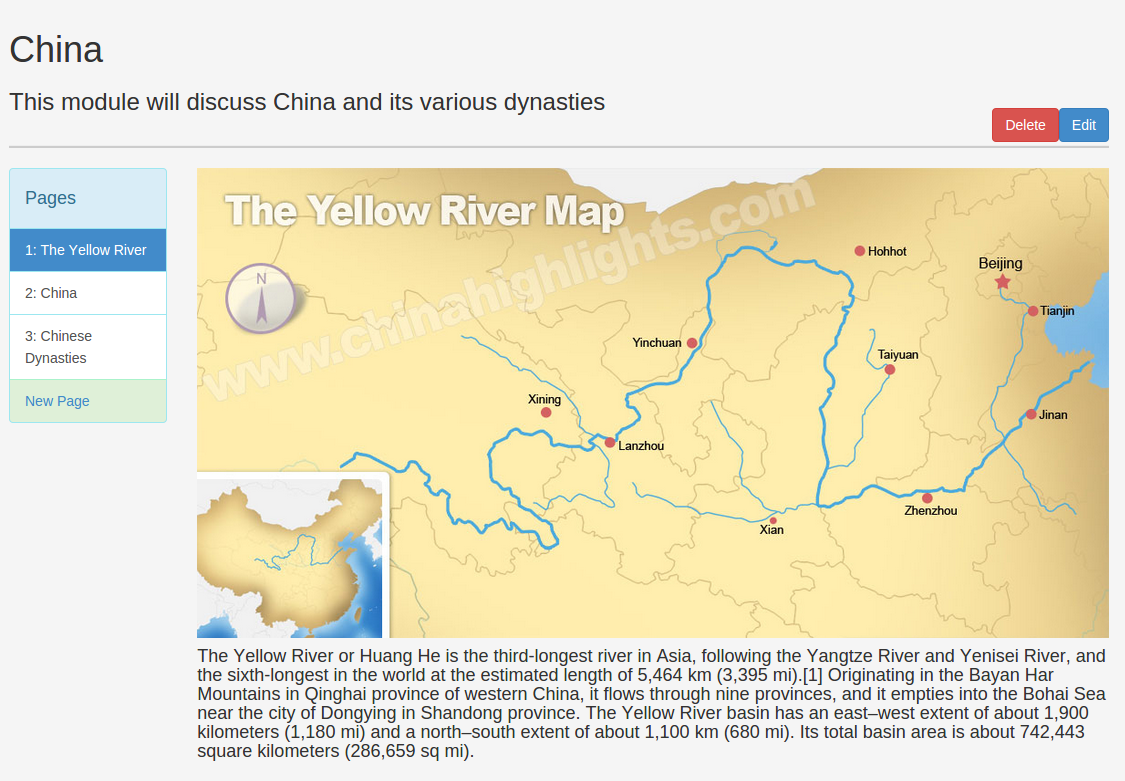 China
This module will discuss China and its various dynasties
Delete Edit
Pages
1: The Yellow River
2: China
3: Chinese
Dynasties
New Page
The Yellow River Map
www.chinahighlights.com
N
Hohhot
Beijing
Tianjin
Yinchuan
Taiyuan
Xining
Jinan
Lanzhou
Zhenzhou
Xian
The Yellow River or Huang He is the third-longest river in Asia, following the Yangtze River and Yenisei River, and
the sixth-longest in the world at the estimated length of 5,464 km (3,395 mi).[1] Originating in the Bayan Har
Mountains in Qinghai province of western China, it flows through nine provinces, and it empties into the Bohai Sea
near the city of Dongying in Shandong province. The Yellow River basin has an east–west extent of about 1,900
kilometers (1,180 mi) and a north–south extent of about 1,100 km (680 mi). Its total basin area is about 742,443
square kilometers (286,659 sq mi).